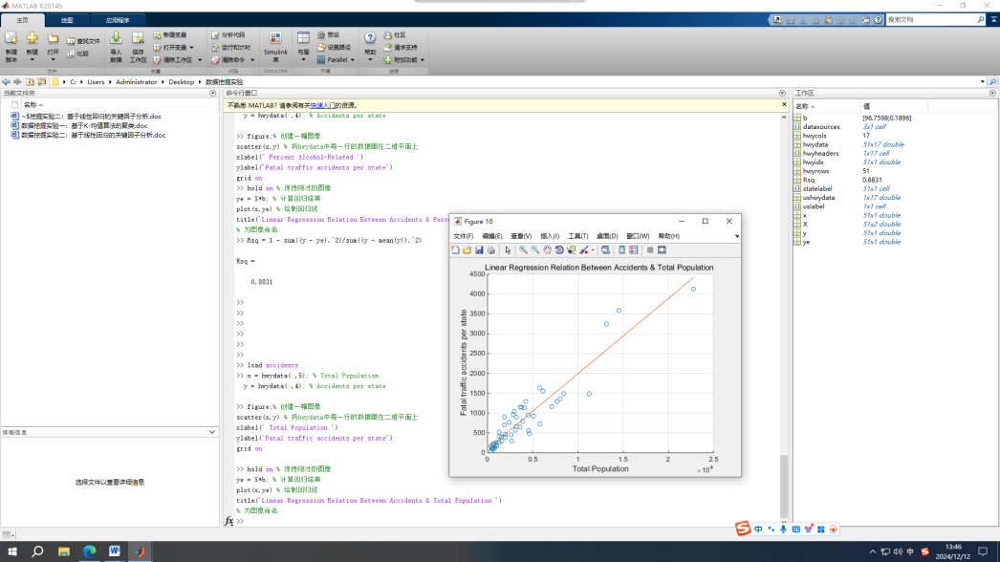 MATLAB R2014b
主页
绘图
应用程序
搜索文档
新建
脚本
新建
打开
查找文件
比较
导入
数据
保存
工作区
新建变量
打开变量
清除工作区
分析代码
运行和计时
清除命令
Simulink
库
布局
预设
设置路径
Parallel
帮助
社区
请求支持
附加功能
文件
变量
代码
SIMULINK
环境
资源
C: Users Administrator Desktop 数据挖掘实验
当前文件夹
名称
~$挖掘实验二：基于线性回归的关键因子分析.doc
数据挖掘实验一：基于K-均值算法的聚类.doc
数据挖掘实验二：基于线性回归的关键因子分析.doc
详细信息
选择文件以查看详细信息
命令行窗口
不熟悉 MATLAB? 请参阅有关快速入门的资源。
y = hwydata(:,4); % Accidents per state
>> figure;% 创建一幅图像
scatter(x,y) % 将hwydata中每一行的数据画在二维平面上
xlabel(' Percent Alcohol-Related ')
ylabel('Fatal traffic accidents per state')
grid on
>> hold on % 保持刚才的图像
ye = X*b; % 计算回归结果
plot(x,ye) % 绘制回归线
title('Linear Regression Relation Between Accidents & Perc
% 为图像命名
>> Rsq = 1 - sum((y - ye).^2)/sum((y - mean(y)).^2)
Rsq =
0.8831
>>
>>
>>
>>
>>
>>
>> load accidents
>> x = hwydata(:,5); % Total Population
y = hwydata(:,4); % Accidents per state
>> figure;% 创建一幅图像
scatter(x,y) % 将hwydata中每一行的数据画在二维平面上
xlabel(' Total Population ')
ylabel('Fatal traffic accidents per state')
grid on
>> hold on % 保持刚才的图像
ye = X*b; % 计算回归结果
plot(x,ye) % 绘制回归线
title('Linear Regression Relation Between Accidents & Total Population ')
% 为图像命名
fx >>
Figure 10
文件(F) 编辑(E) 查看(V) 插入(I) 工具(T) 桌面(D) 窗口(W) 帮助(H)
Linear Regression Relation Between Accidents & Total Population
Fatal traffic accidents per state
4500
4000
3500
3000
2500
2000
1500
1000
500
0
0 0.5 1 1.5 2 2.5
×10^4
Total Population
工作区
名称 值
b [96.7598;0.1896]
datasources 3x1 cell
hwycols 17
hwydata 51x17 double
hwyheaders 1x17 cell
hwyidx 51x1 double
hwyrows 51
Rsq 0.8831
statelabel 51x1 cell
ushwydata 1x17 double
uslabel 1x1 cell
x 51x1 double
X 51x2 double
y 51x1 double
ye 51x1 double
中
中
13:46
2024/12/12